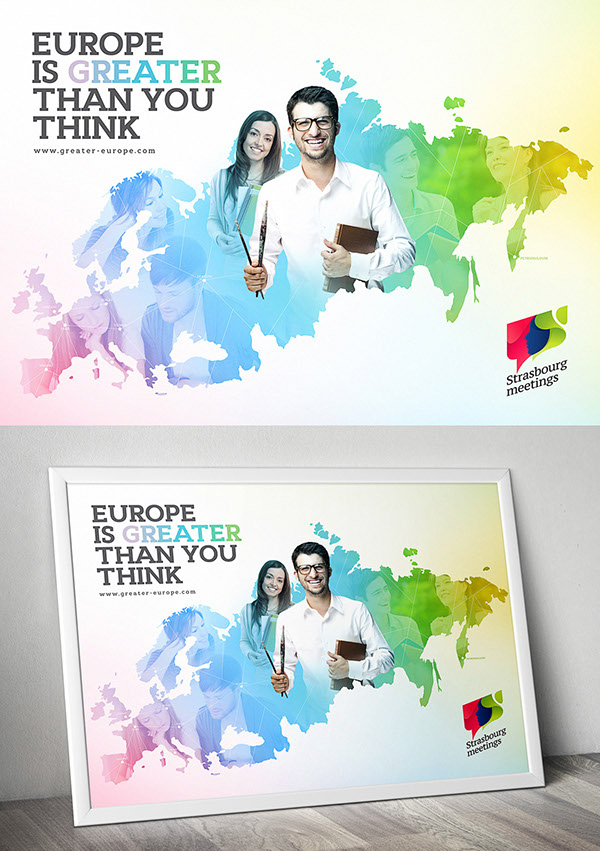 EUROPE
IS GREATER
THAN YOU
THINK
www.greater-europe.com
Strasbourg
meetings
EUROPE
IS GREATER
THAN YOU
THINK
www.greater-europe.com
Strasbourg
meetings